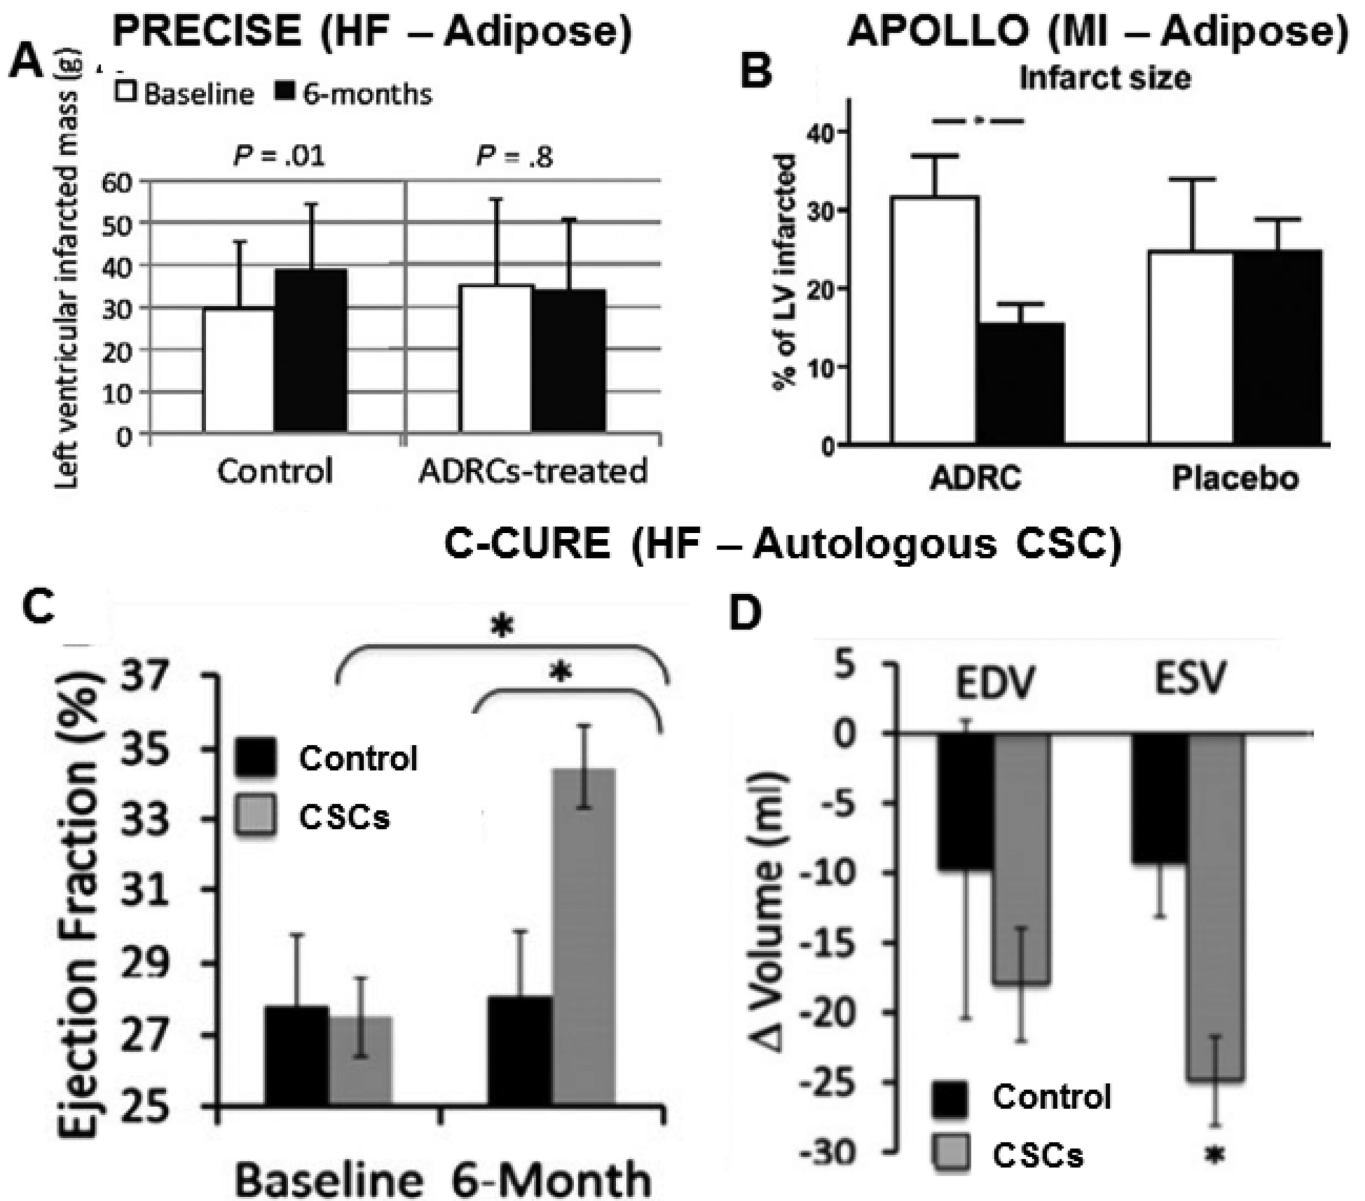 PRECISE (HF – Adipose)
A
Left ventricular infarcted mass (g)
Baseline 6-months
P = .01 P = .8
60
50
40
30
20
10
0
Control ADRCs-treated
APOLLO (MI – Adipose)
B
Infarct size
% of LV infarcted
40
30
20
10
0
ADRC Placebo
C-CURE (HF – Autologous CSC)
C
Ejection Fraction (%)
37
35
33
31
29
27
25
* 
*
Control
CSCs
Baseline 6-Month
D
Δ Volume (ml)
EDV ESV
5
0
-5
-10
-15
-20
-25
-30
Control
CSCs
*